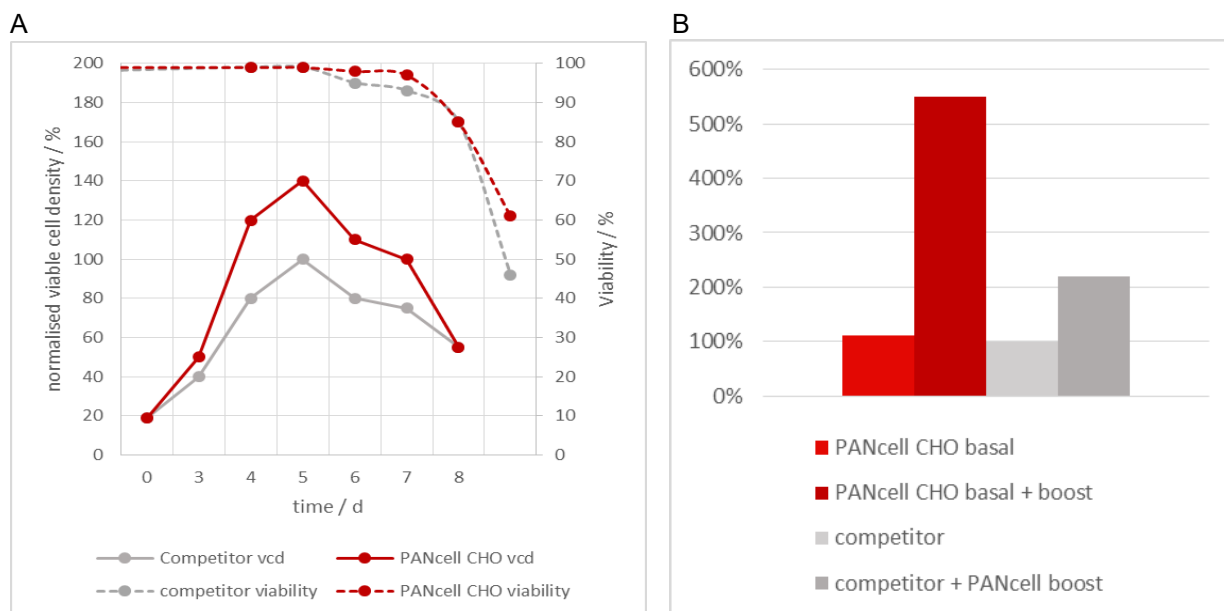 A
200
180
160
140
120
100
80
60
40
20
0
normalised viable cell density / %
100
90
80
70
60
50
40
30
20
10
0
Viability / %
0 3 4 5 6 7 8
time / d
Competitor vcd PANcell CHO vcd
competitor viability PANcell CHO viability
B
600%
500%
400%
300%
200%
100%
0%
PANcell CHO basal
PANcell CHO basal + boost
competitor
competitor + PANcell boost